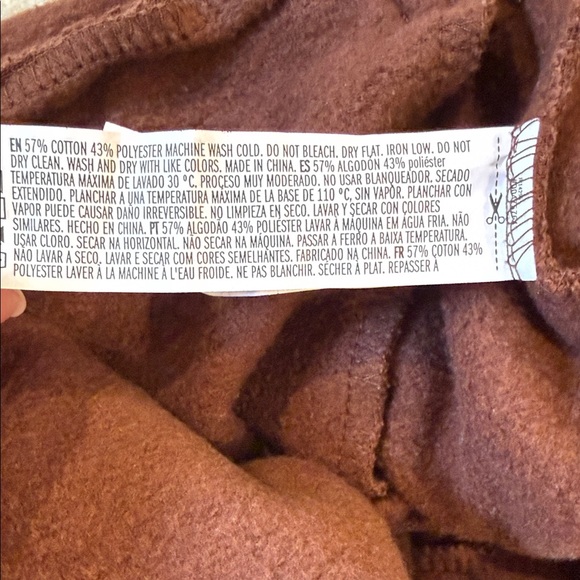 EN 57% COTTON 43% POLYESTER MACHINE WASH COLD. DO NOT BLEACH. DRY FLAT. IRON LOW. DO NOT
DRY CLEAN. WASH AND DRY WITH LIKE COLORS. MADE IN CHINA. ES 57% ALGODÓN 43% poliéster
TEMPERATURA MÁXIMA DE LAVADO 30 °C. PROCESO MUY MODERADO. NO USAR BLANQUEADOR. SECADO
EXTENDIDO. PLANCHAR A UNA TEMPERATURA MÁXIMA DE LA BASE DE 110 °C, SIN VAPOR. PLANCHAR CON
VAPOR PUEDE CAUSAR DAÑO IRREVERSIBLE. NO LIMPIEZA EN SECO. LAVAR Y SECAR CON COLORES
SIMILARES. HECHO EN CHINA. PT 57% ALGODÃO 43% POLIÉSTER LAVAR À MÁQUINA EM ÁGUA FRIA. NÃO
USAR CLORO. SECAR NA HORIZONTAL. NÃO SECAR NA MÁQUINA. PASSAR A FERRO A BAIXA TEMPERATURA.
NÃO LAVAR A SECO. LAVAR E SECAR COM CORES SEMELHANTES. FABRICADO NA CHINA. FR 57% COTON 43%
POLYESTER LAVER À LA MACHINE À L'EAU FROIDE. NE PAS BLANCHIR. SÉCHER À PLAT. REPASSER À